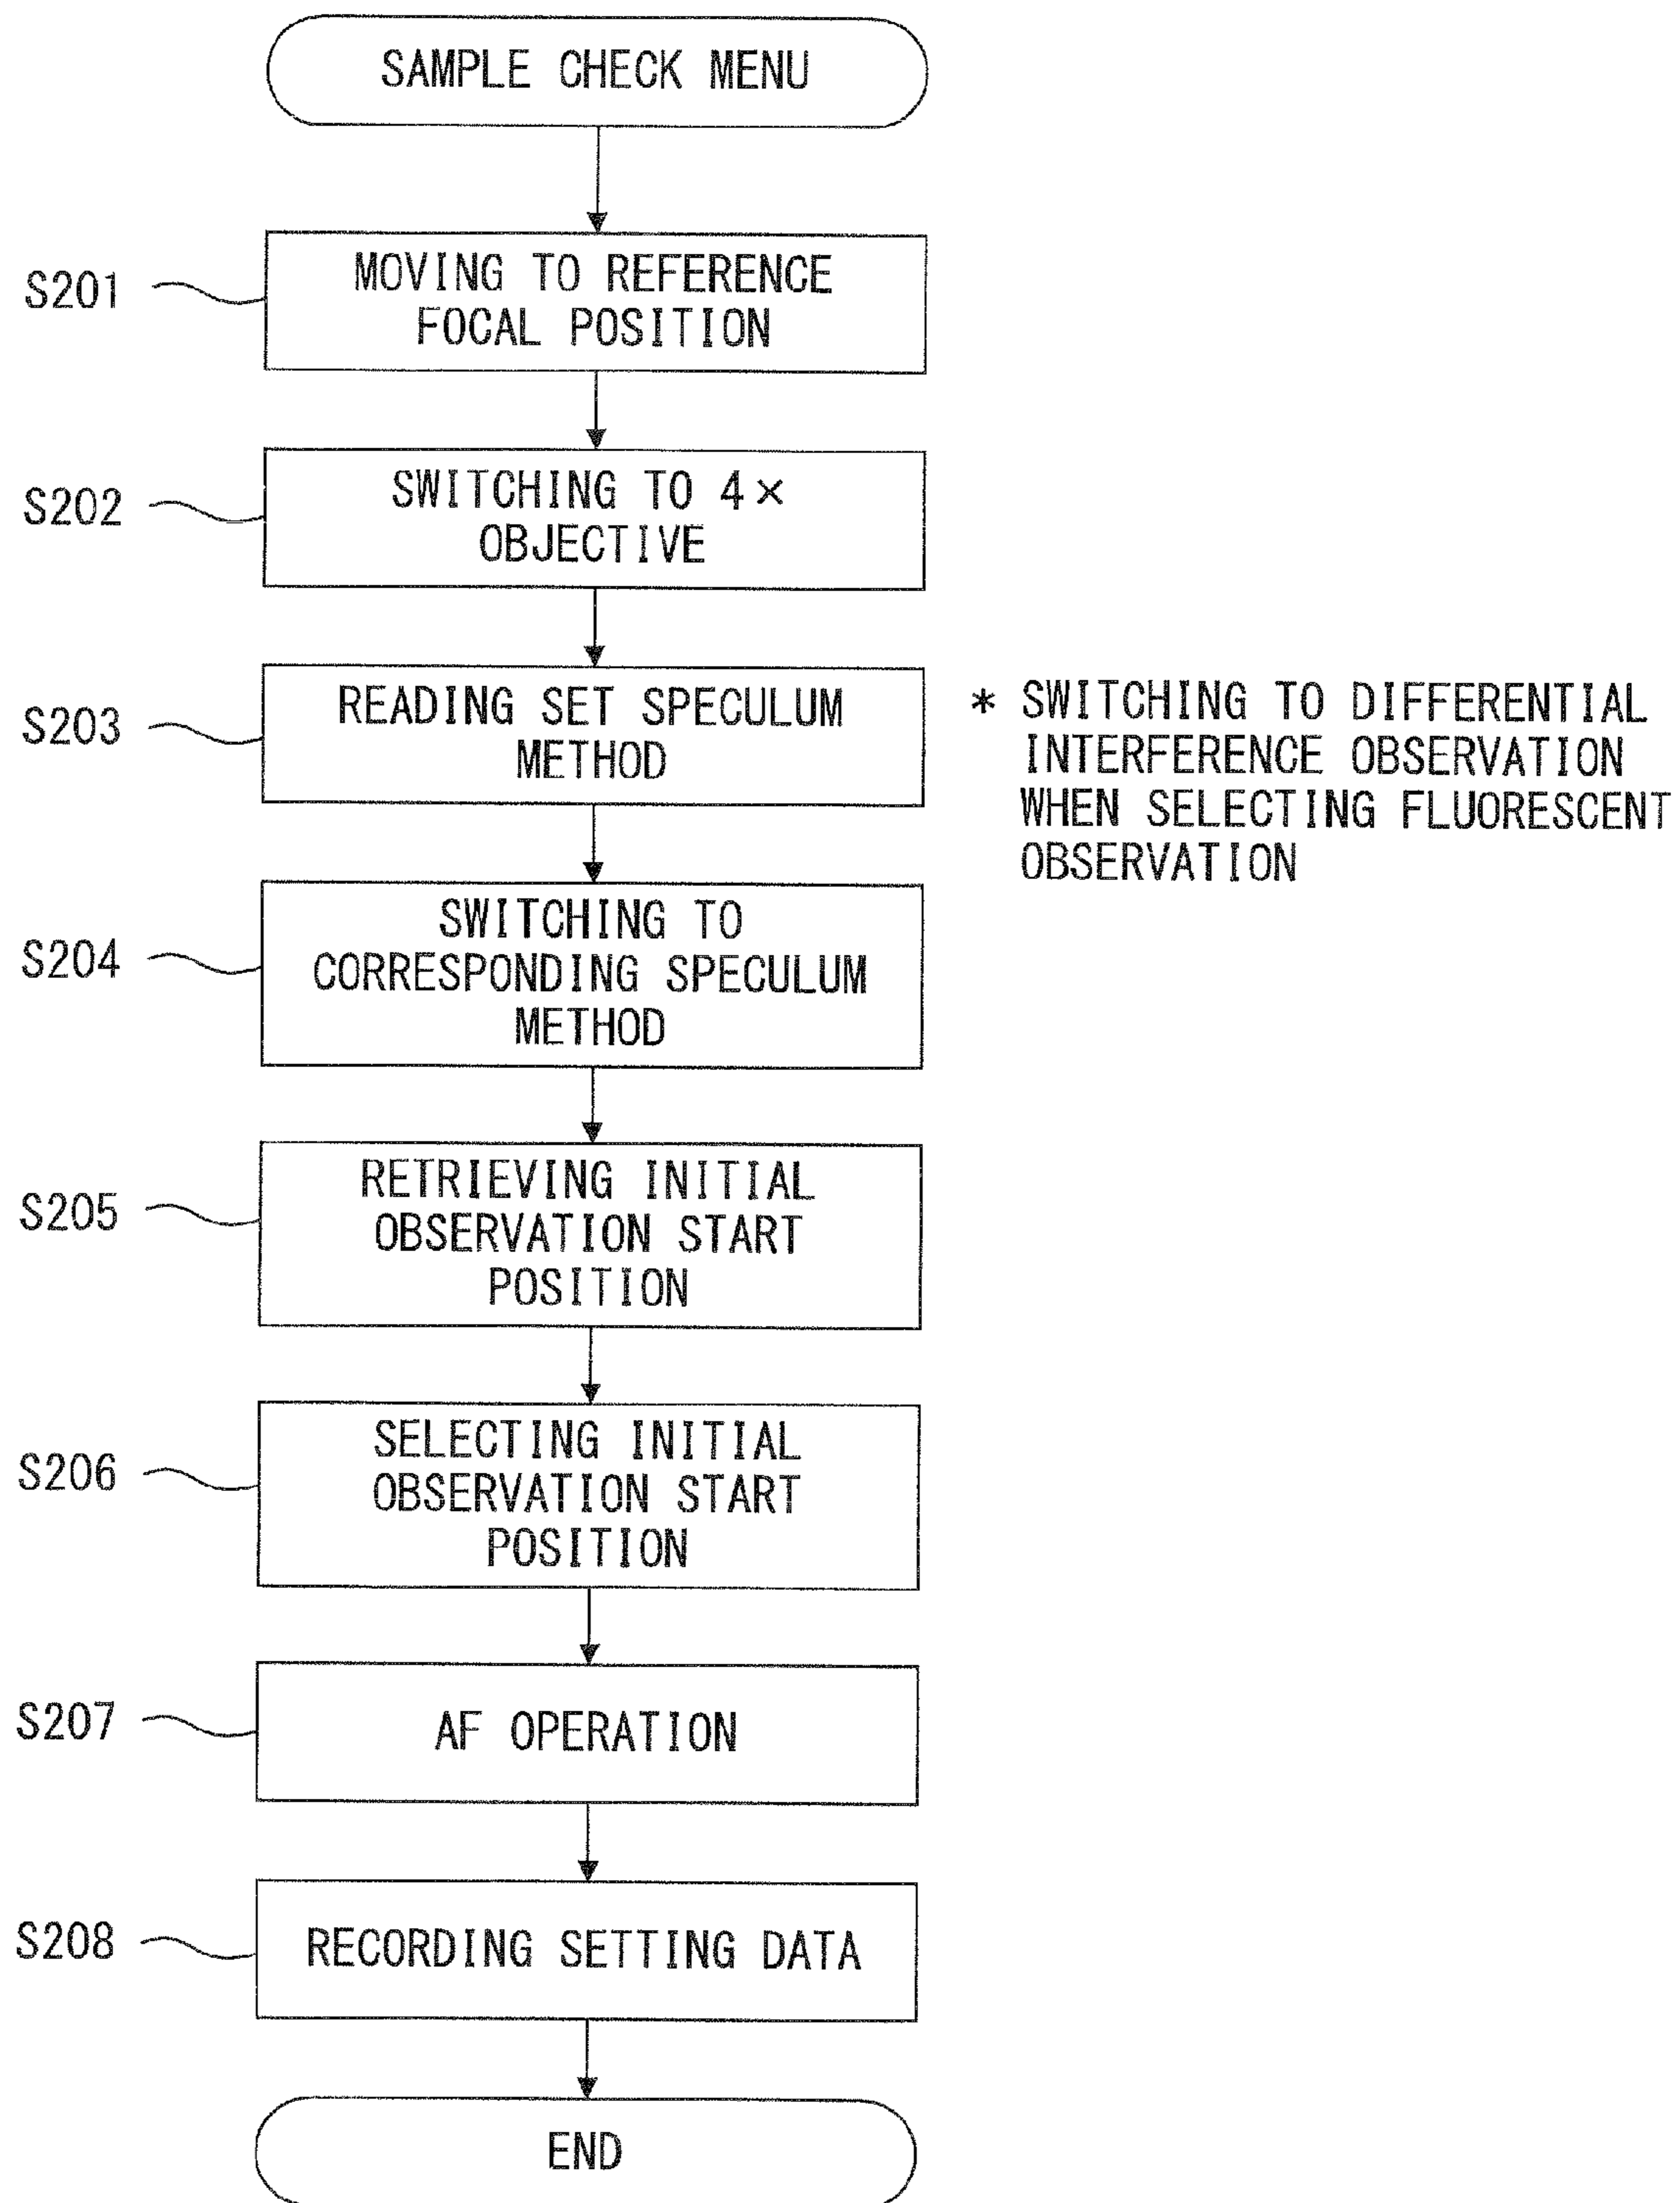 SAMPLE CHECK MENU
S201
MOVING TO REFERENCE
FOCAL POSITION
S202
SWITCHING TO 4×
OBJECTIVE
S203
READING SET SPECULUM
METHOD
* SWITCHING TO DIFFERENTIAL
INTERFERENCE OBSERVATION
WHEN SELECTING FLUORESCENT
OBSERVATION
S204
SWITCHING TO
CORRESPONDING SPECULUM
METHOD
S205
RETRIEVING INITIAL
OBSERVATION START
POSITION
S206
SELECTING INITIAL
OBSERVATION START
POSITION
S207
AF OPERATION
S208
RECORDING SETTING DATA
END